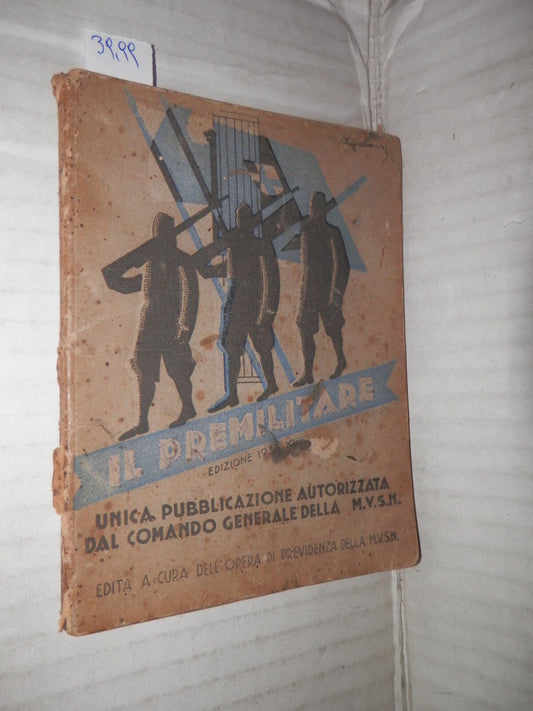 39,99
IL PREMILITARE
EDIZIONE
UNICA PUBBLICAZIONE AUTORIZZATA
DAL COMANDO GENERALE DELLA M.V.S.N.
EDITA A CURA DELL'OPERA DI PREVIDENZA DELLA M.V.S.N.